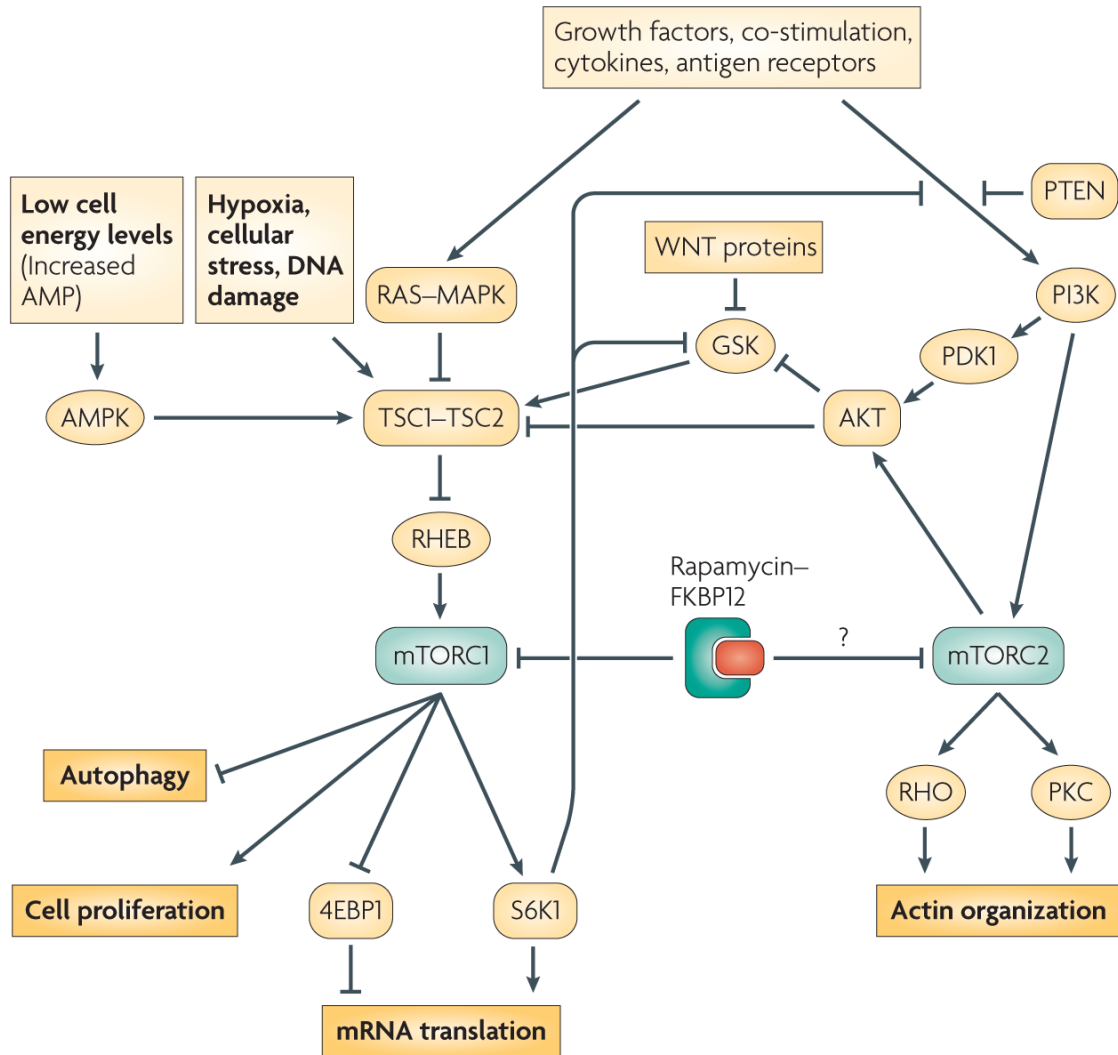 Growth factors, co-stimulation,
cytokines, antigen receptors
Low cell
energy levels
(Increased
AMP)
Hypoxia,
cellular
stress, DNA
damage
PTEN
WNT proteins
RAS–MAPK
PI3K
GSK
PDK1
AMPK
TSC1–TSC2
AKT
RHEB
Rapamycin–
FKBP12
?
mTORC1
mTORC2
Autophagy
RHO
PKC
Cell proliferation
4EBP1
S6K1
Actin organization
mRNA translation